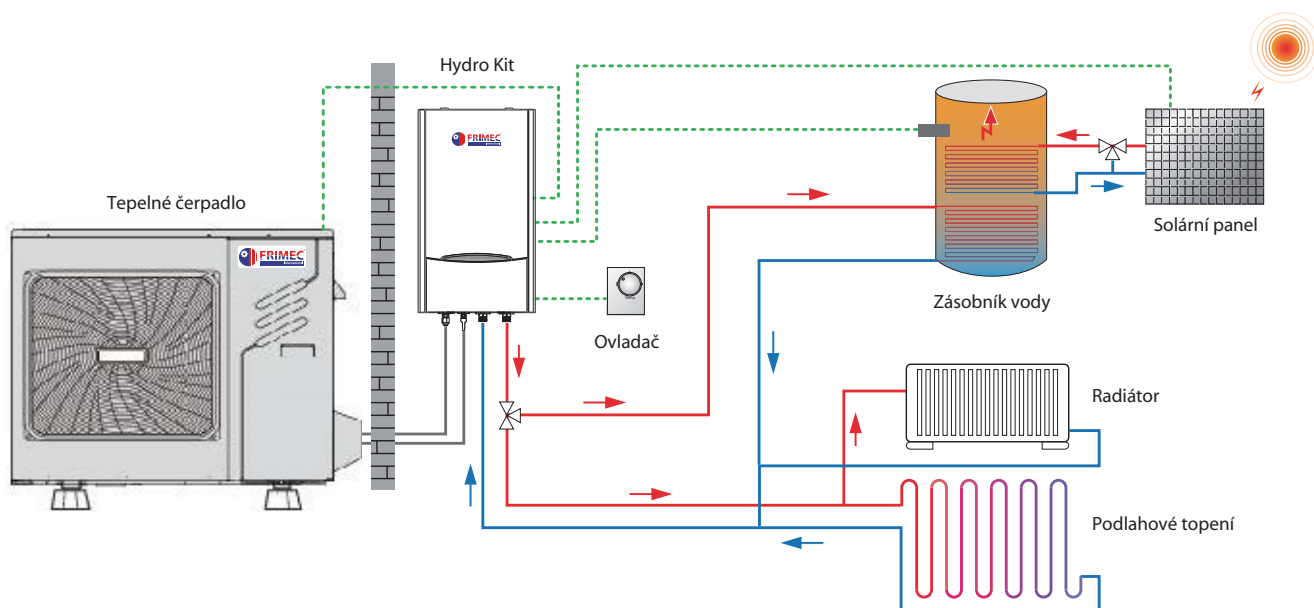 Hydro Kit
FRIMEC
Tepelné čerpadlo
FRIMEC
Solární panel
Zásobník vody
Ovladač
Radiátor
Podlahové topení